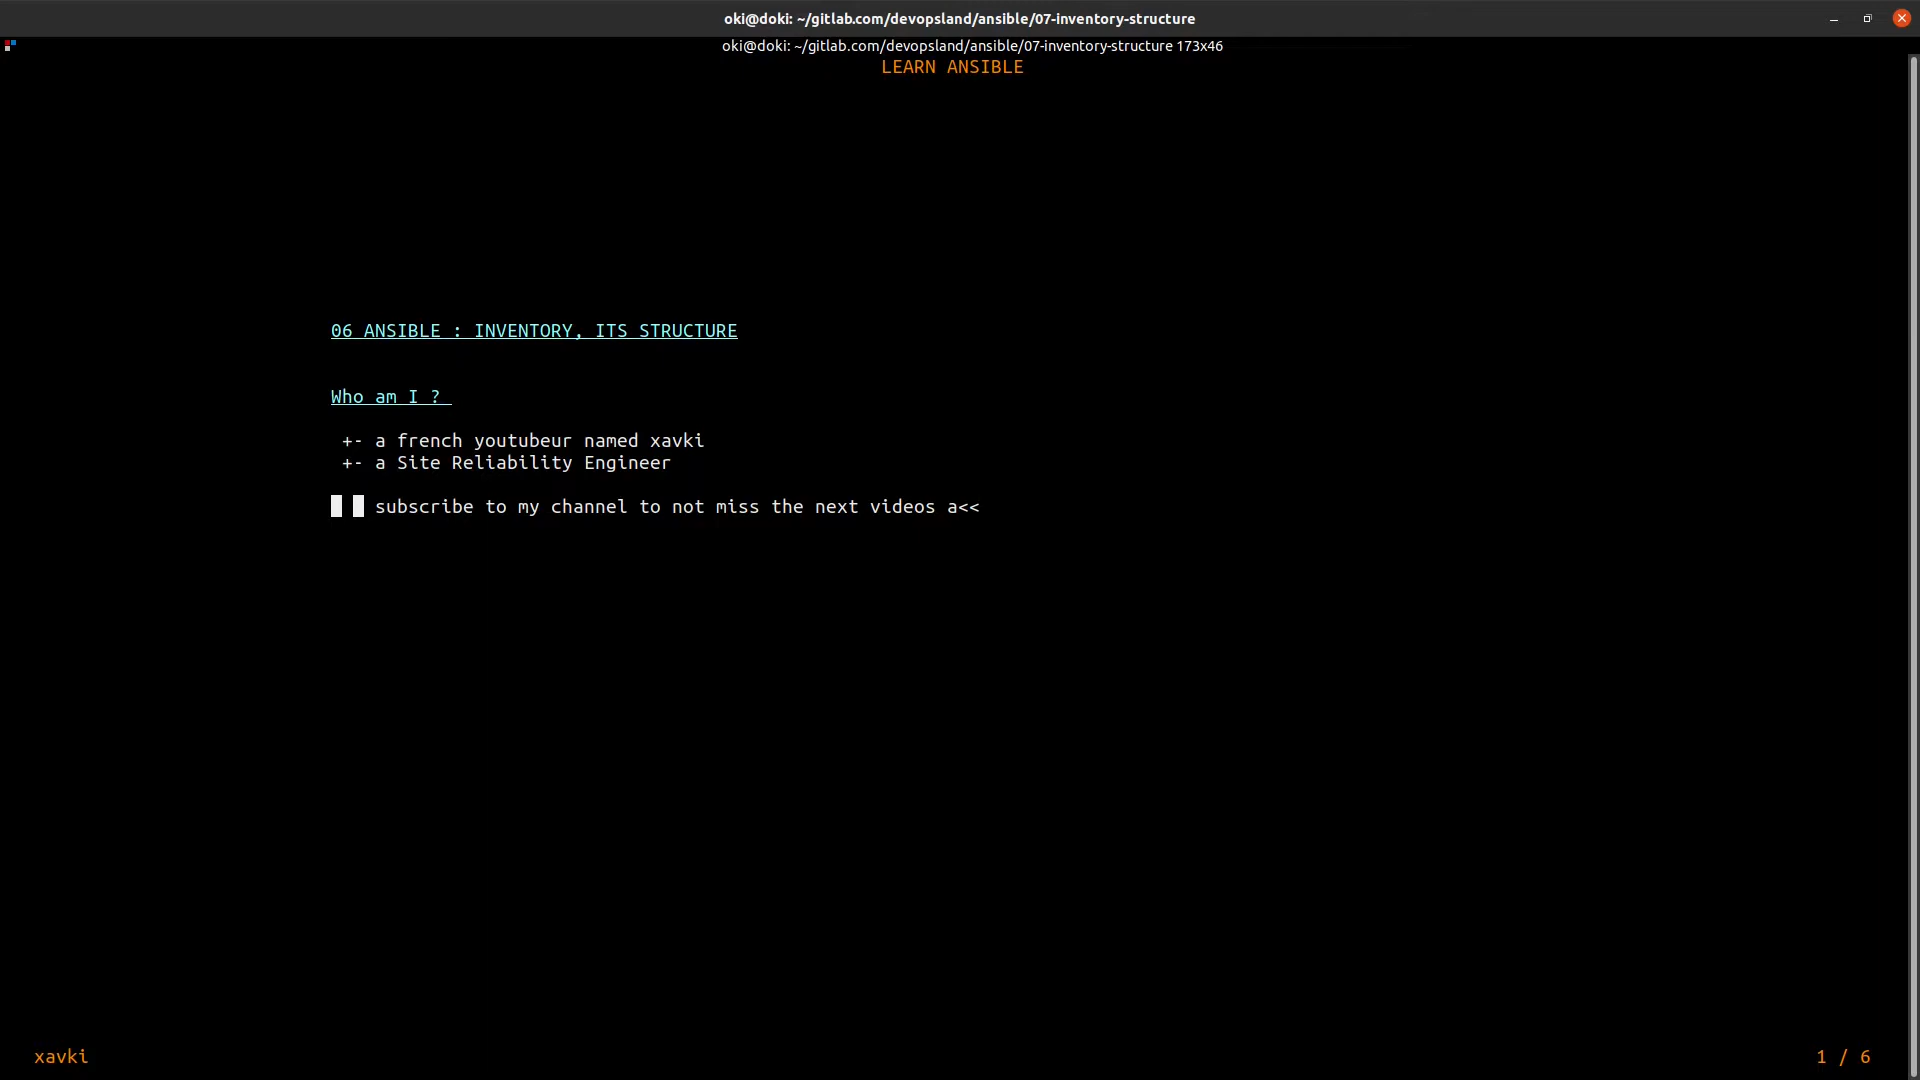 oki@doki: ~/gitlab.com/devopsland/ansible/07-inventory-structure
oki@doki: ~/gitlab.com/devopsland/ansible/07-inventory-structure 173x46
LEARN ANSIBLE
06 ANSIBLE : INVENTORY, ITS STRUCTURE
Who am I ?
+- a french youtubeur named xavki
+- a Site Reliability Engineer
subscribe to my channel to not miss the next videos a<<
xavki
1 / 6